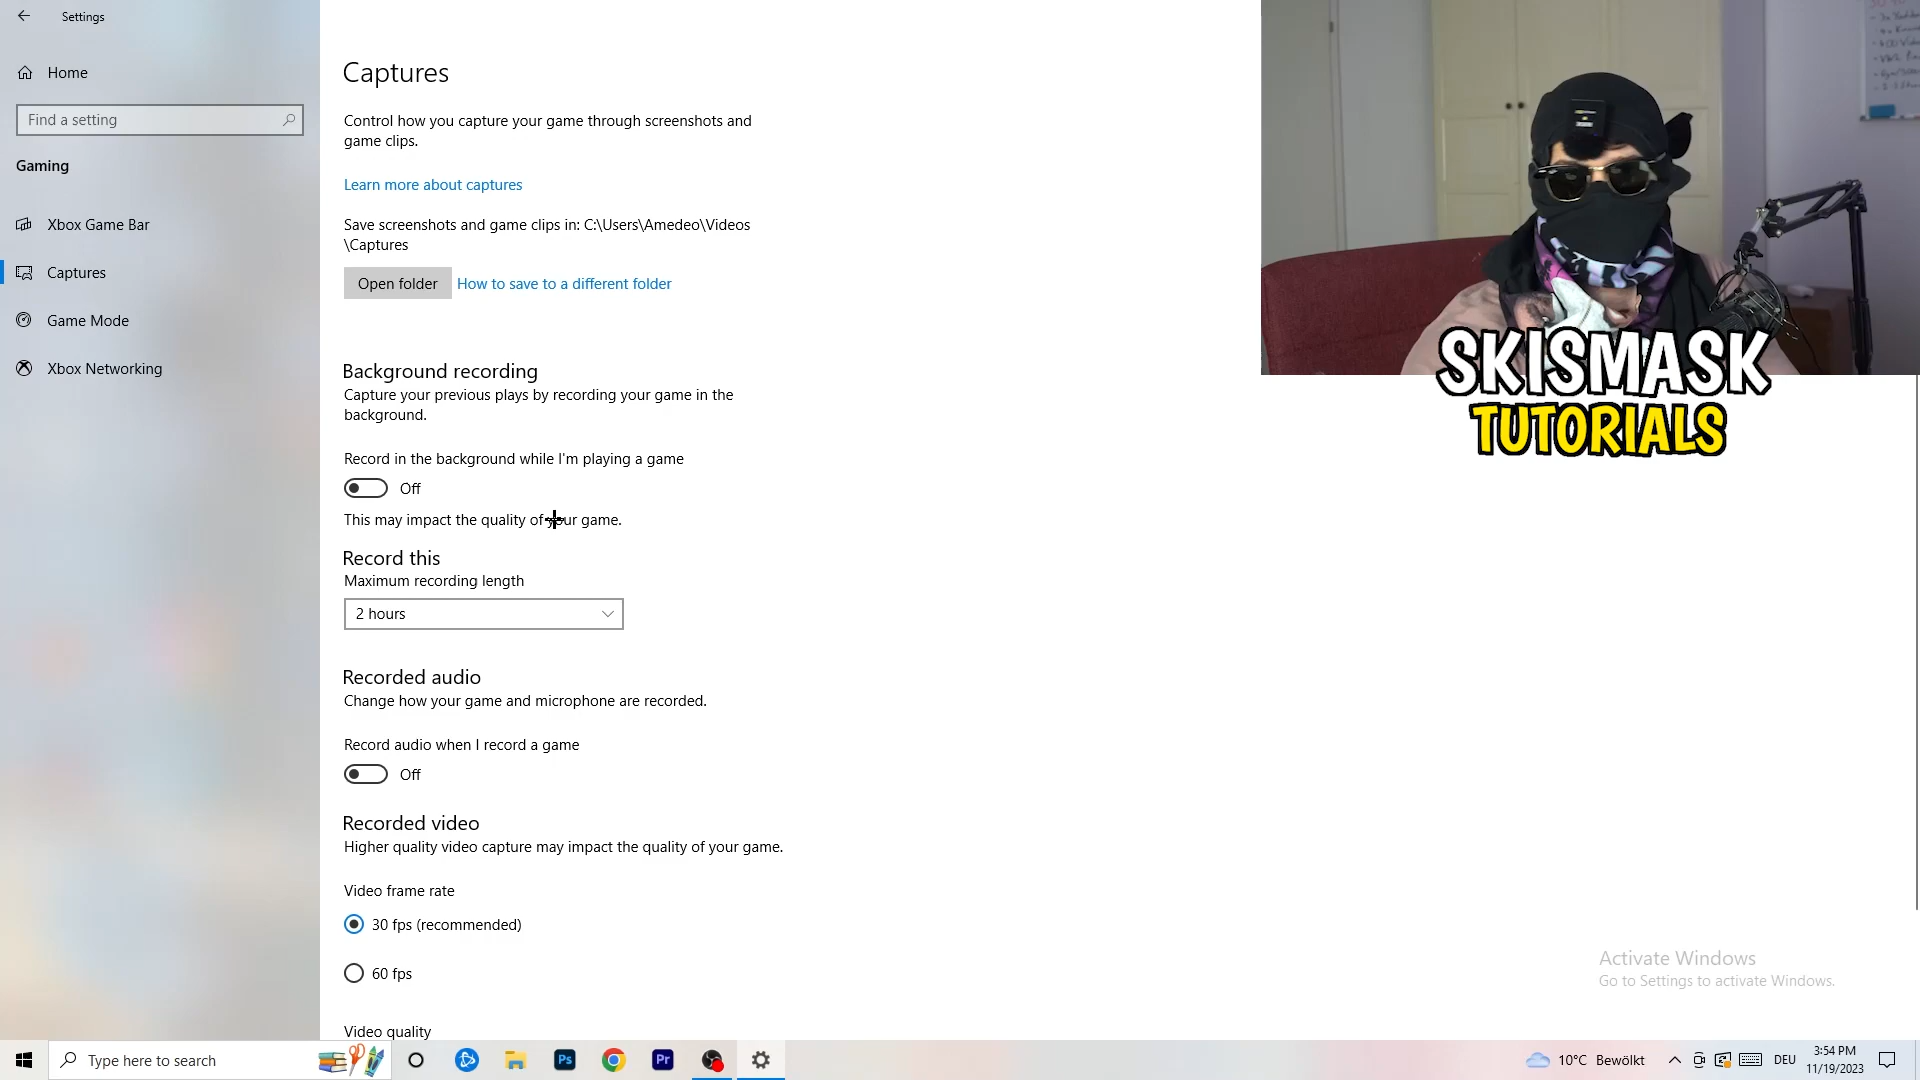 Settings
Home
Find a setting
Gaming
Xbox Game Bar
Captures
Game Mode
Xbox Networking
Captures
Control how you capture your game through screenshots and
game clips.
Learn more about captures
Save screenshots and game clips in: C:\Users\Amedeo\Videos
\Captures
Open folder
How to save to a different folder
Background recording
Capture your previous plays by recording your game in the
background.
Record in the background while I'm playing a game
Off
This may impact the quality of your game.
Record this
Maximum recording length
2 hours
Recorded audio
Change how your game and microphone are recorded.
Record audio when I record a game
Off
Recorded video
Higher quality video capture may impact the quality of your game.
Video frame rate
30 fps (recommended)
60 fps
Video quality
SKISMASK
TUTORIALS
Activate Windows
Go to Settings to activate Windows.
Type here to search
Ps
Pr
10°C Bewölkt
DEU
3:54 PM
11/19/2023